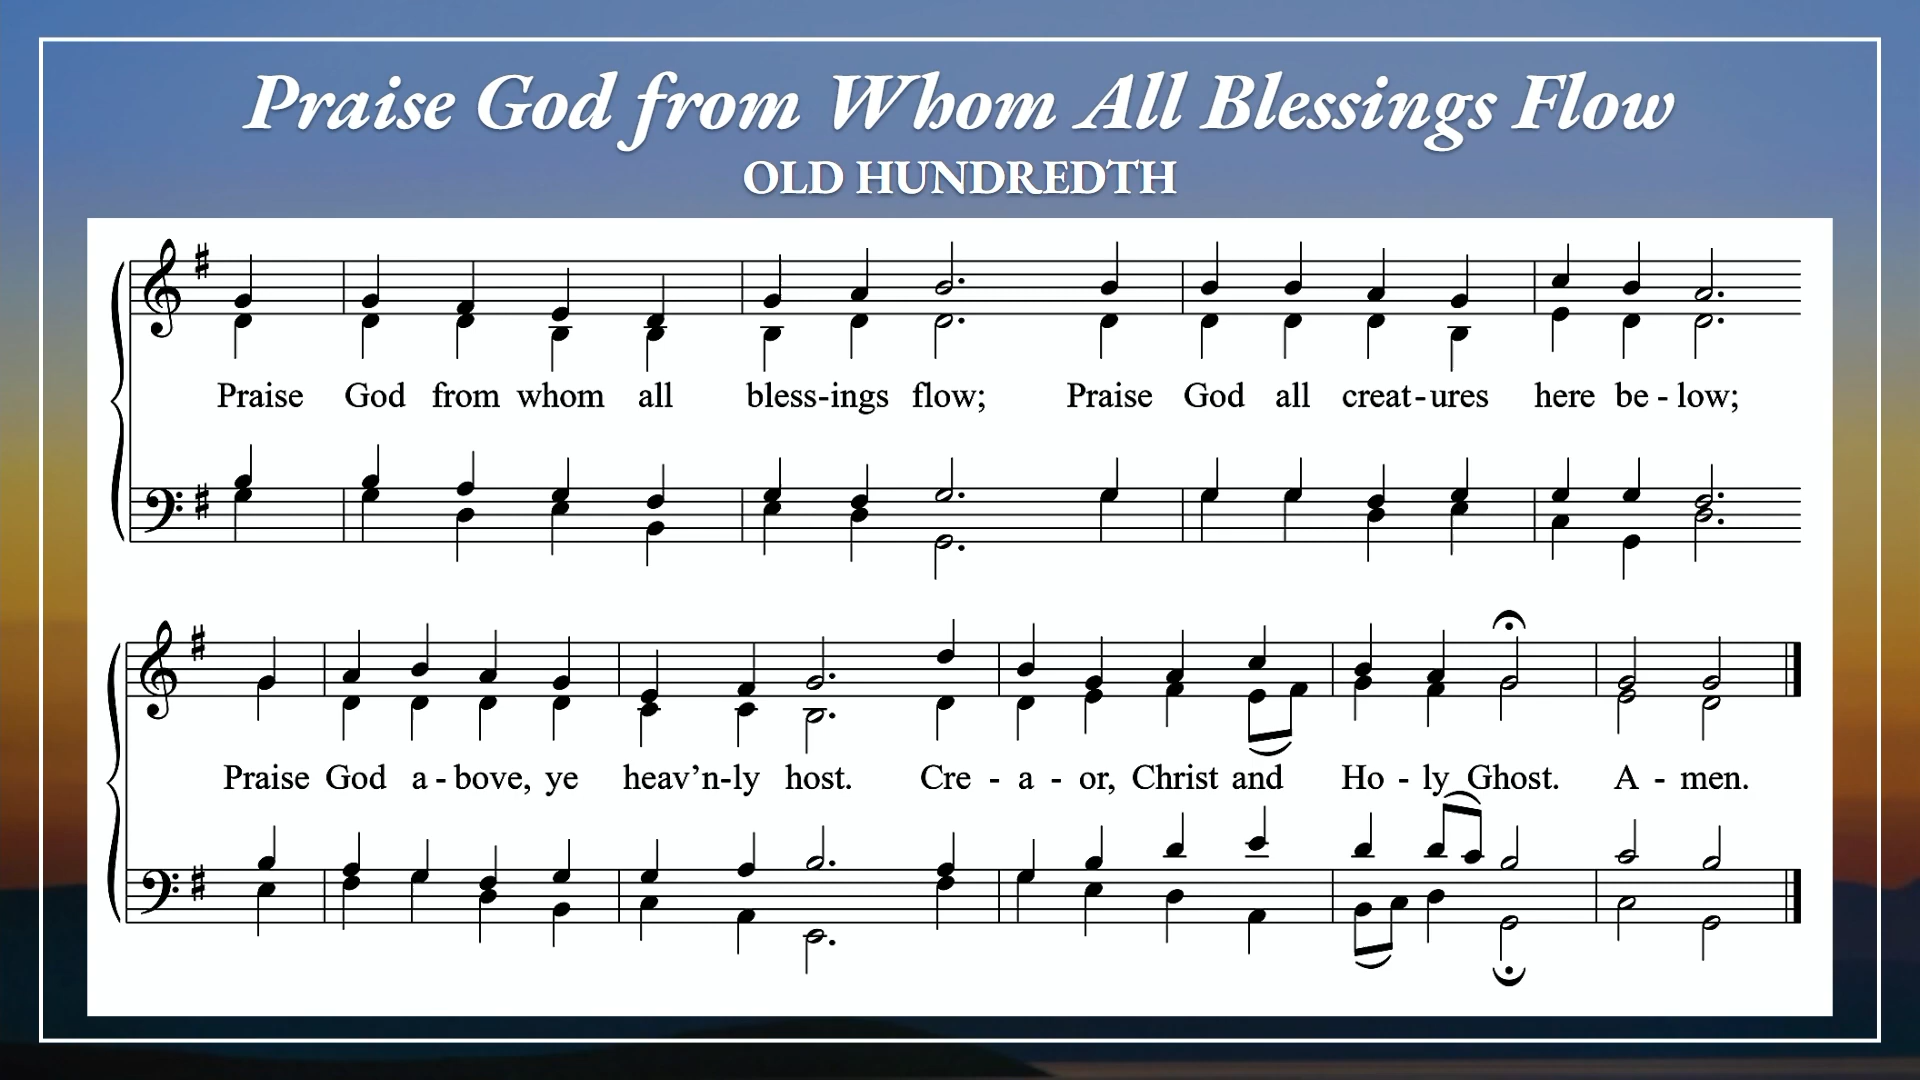 Praise God from Whom All Blessings Flow
OLD HUNDREDTH
Praise God from whom all bless-ings flow; Praise God all creat-ures here be - low;
Praise God a - bove, ye heav'n-ly host. Cre - a - or, Christ and Ho - ly Ghost. A - men.